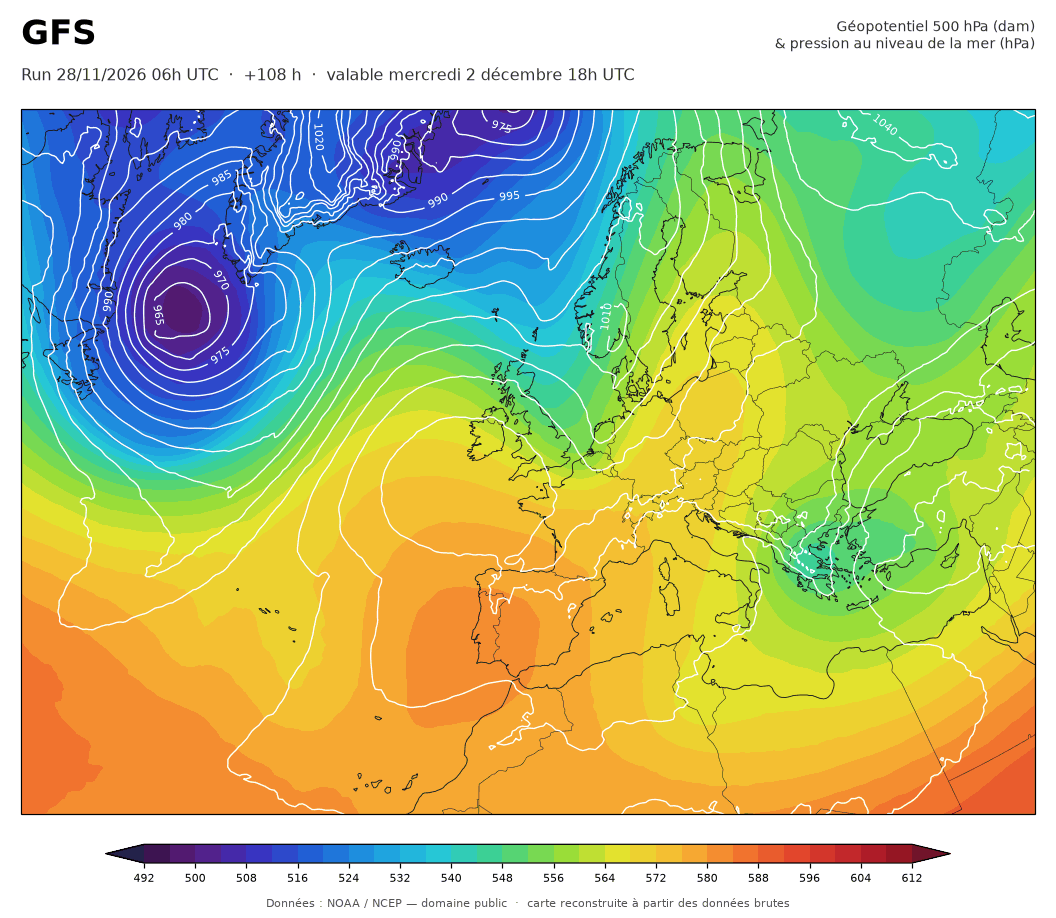 GFS
Géopotentiel 500 hPa (dam)
& pression au niveau de la mer (hPa)
Run 28/11/2026 06h UTC · +108 h · valable mercredi 2 décembre 18h UTC
975
1040
1020
990
985
990
995
980
970
990
965
1010
975
492 500 508 516 524 532 540 548 556 564 572 580 588 596 604 612
Données : NOAA / NCEP — domaine public · carte reconstruite à partir des données brutes